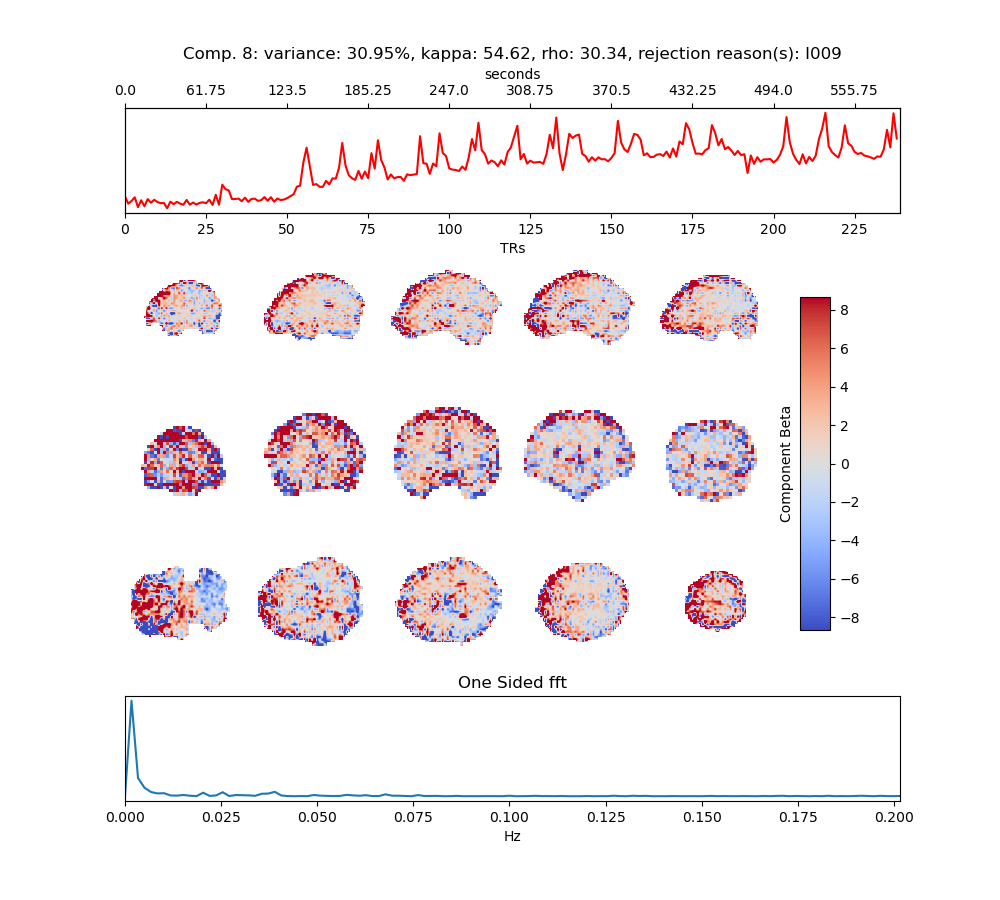 Comp. 8: variance: 30.95%, kappa: 54.62, rho: 30.34, rejection reason(s): I009
seconds
0.0 61.75 123.5 185.25 247.0 308.75 370.5 432.25 494.0 555.75
0 25 50 75 100 125 150 175 200 225
TRs
8
6
4
2
0
−2
−4
−6
−8
Component Beta
One Sided fft
0.000 0.025 0.050 0.075 0.100 0.125 0.150 0.175 0.200
Hz